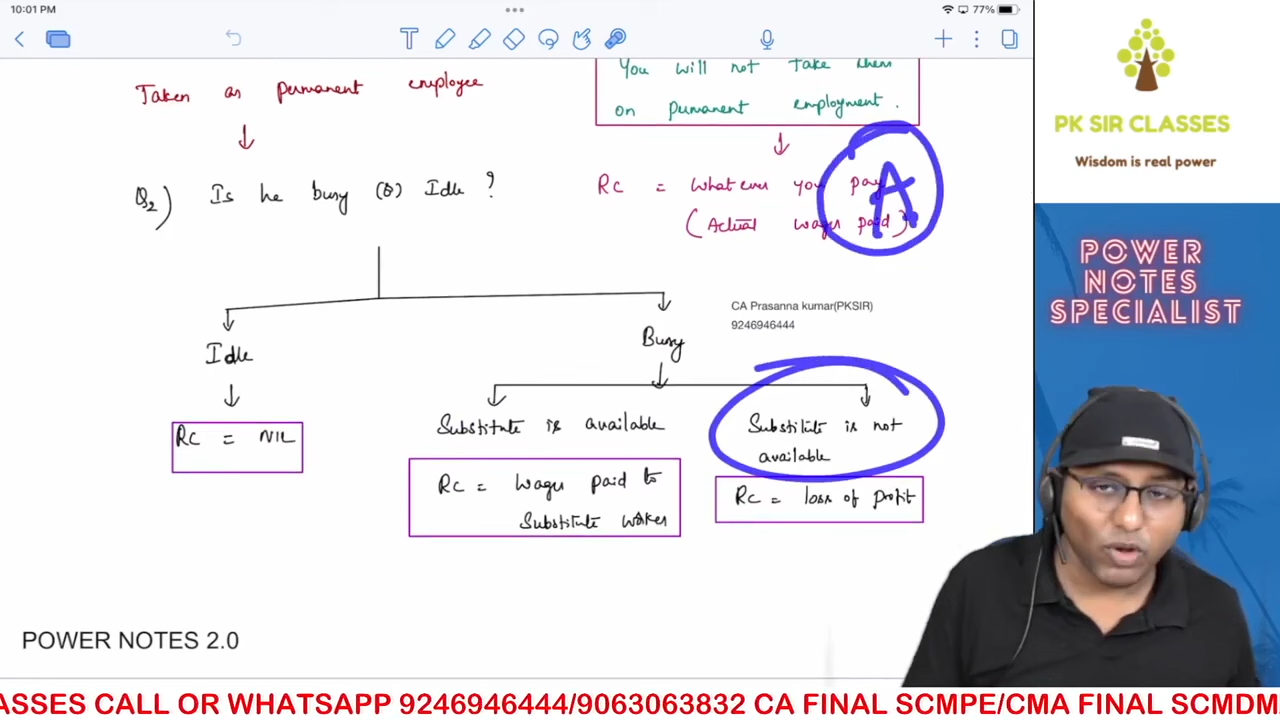 10:01 PM
77%
You will not take them
on permanent employment.
Taken as permanent employee
Q2) Is he busy (or) Idle ?
RC = What ever you pay
(Actual wages paid)
A
CA Prasanna kumar(PKSIR)
9246946444
Idle
Busy
RC = NIL
Substitute is available
RC = wages paid to
Substitute worker
Substitute is not
available
RC = loss of profit
POWER NOTES 2.0
PK SIR CLASSES
Wisdom is real power
POWER
NOTES
SPECIALIST
ASSES CALL OR WHATSAPP 9246946444/9063063832 CA FINAL SCMPE/CMA FINAL SCMDM